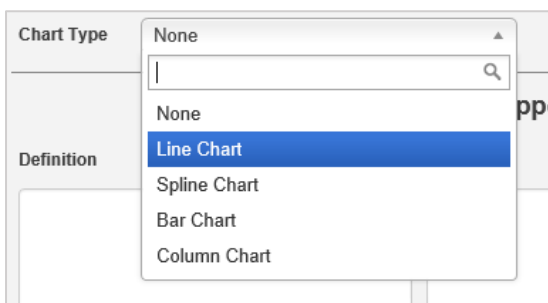 Chart Type None
None
Line Chart
Definition
Spline Chart
Bar Chart
Column Chart